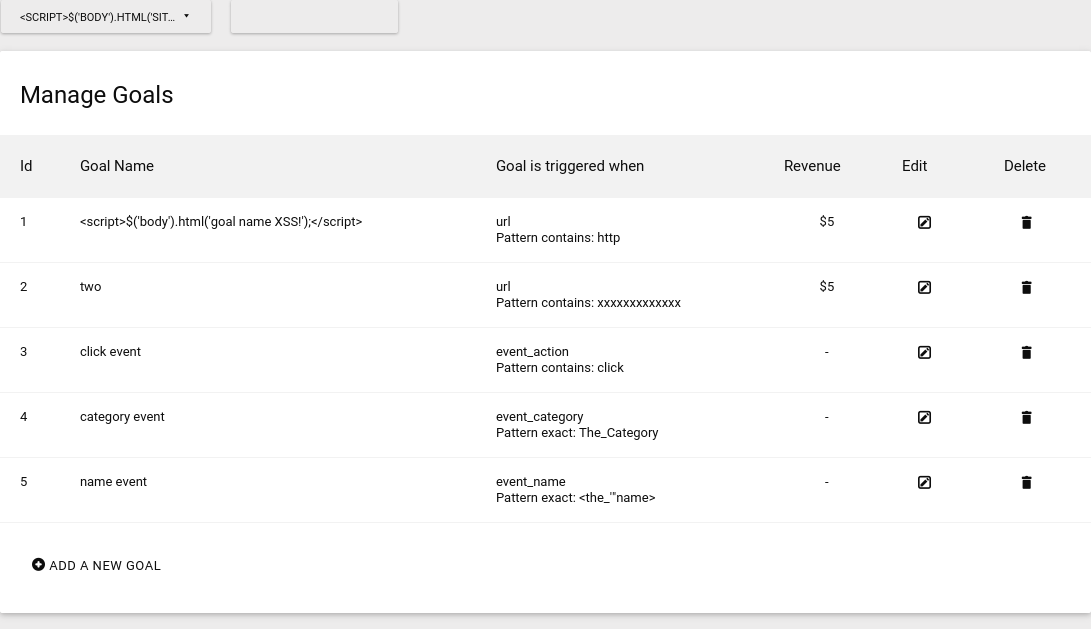 <SCRIPT>$('BODY').HTML('SIT...
Manage Goals
Id Goal Name Goal is triggered when Revenue Edit Delete
1 <script>$('body').html('goal name XSS!');</script> url $5
Pattern contains: http
2 two url $5
Pattern contains: xxxxxxxxxxxxx
3 click event event_action -
Pattern contains: click
4 category event event_category -
Pattern exact: The_Category
5 name event event_name -
Pattern exact: <the_'"name>
ADD A NEW GOAL